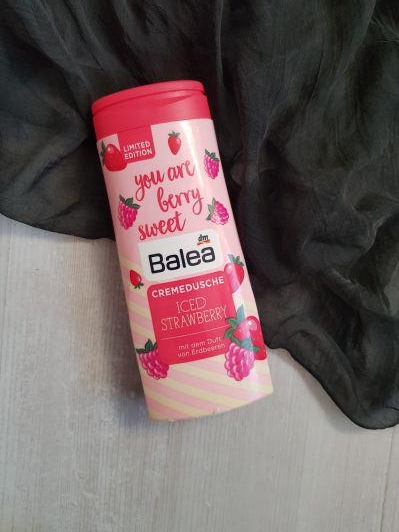 LIMITED
EDITION
you are
berry
sweet
dm
Balea
CREMEDUSCHE
ICED
STRAWBERRY
mit dem Duft
von Erdbeeren